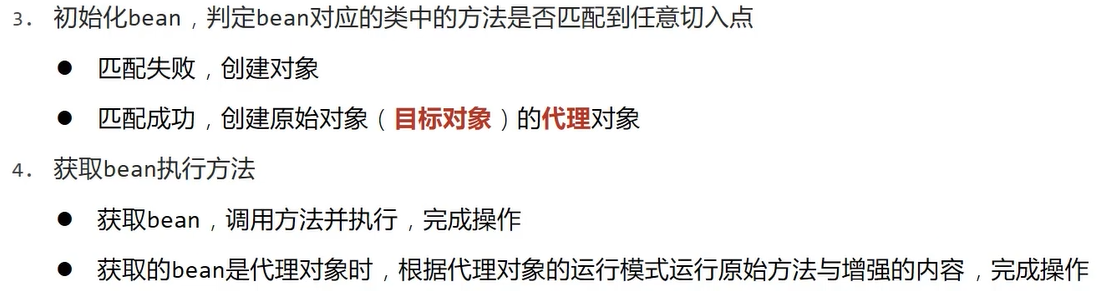 3. 初始化bean，判定bean对应的类中的方法是否匹配到任意切入点
● 匹配失败，创建对象
● 匹配成功，创建原始对象（目标对象）的代理对象
4. 获取bean执行方法
● 获取bean，调用方法并执行，完成操作
● 获取的bean是代理对象时，根据代理对象的运行模式运行原始方法与增强的内容，完成操作